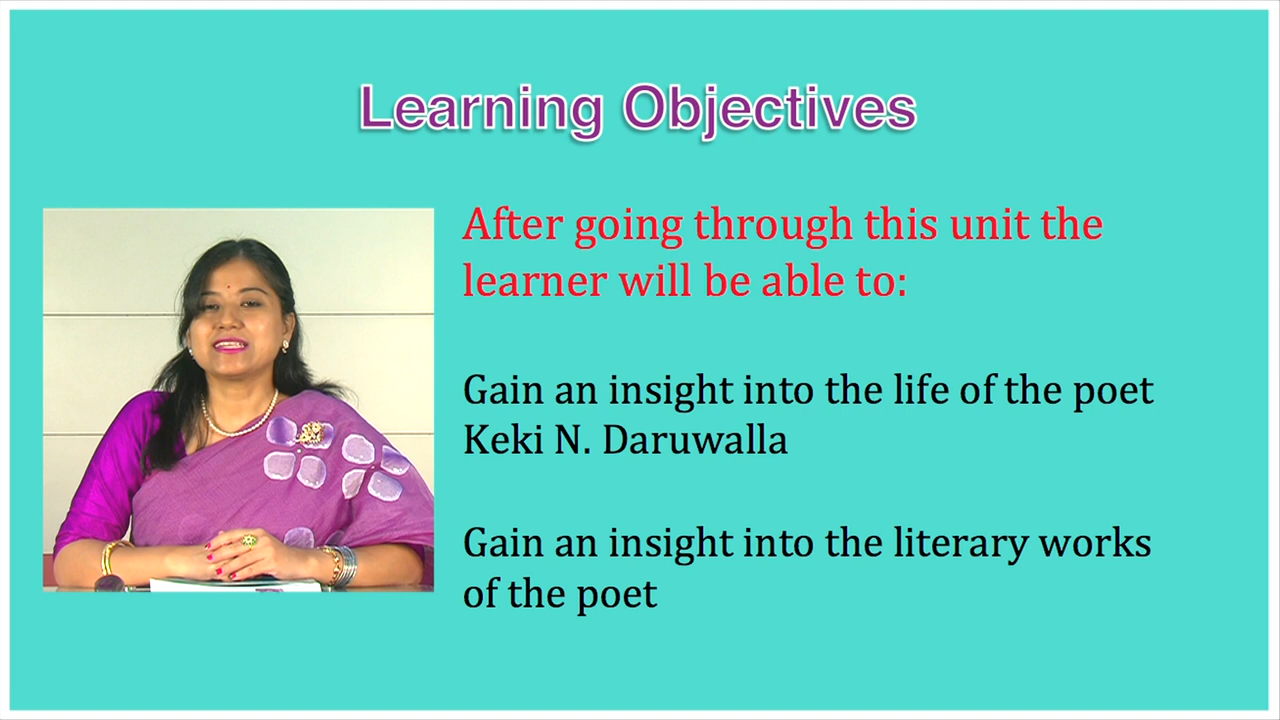 Learning Objectives
After going through this unit the
learner will be able to:
Gain an insight into the life of the poet
Keki N. Daruwalla
Gain an insight into the literary works
of the poet